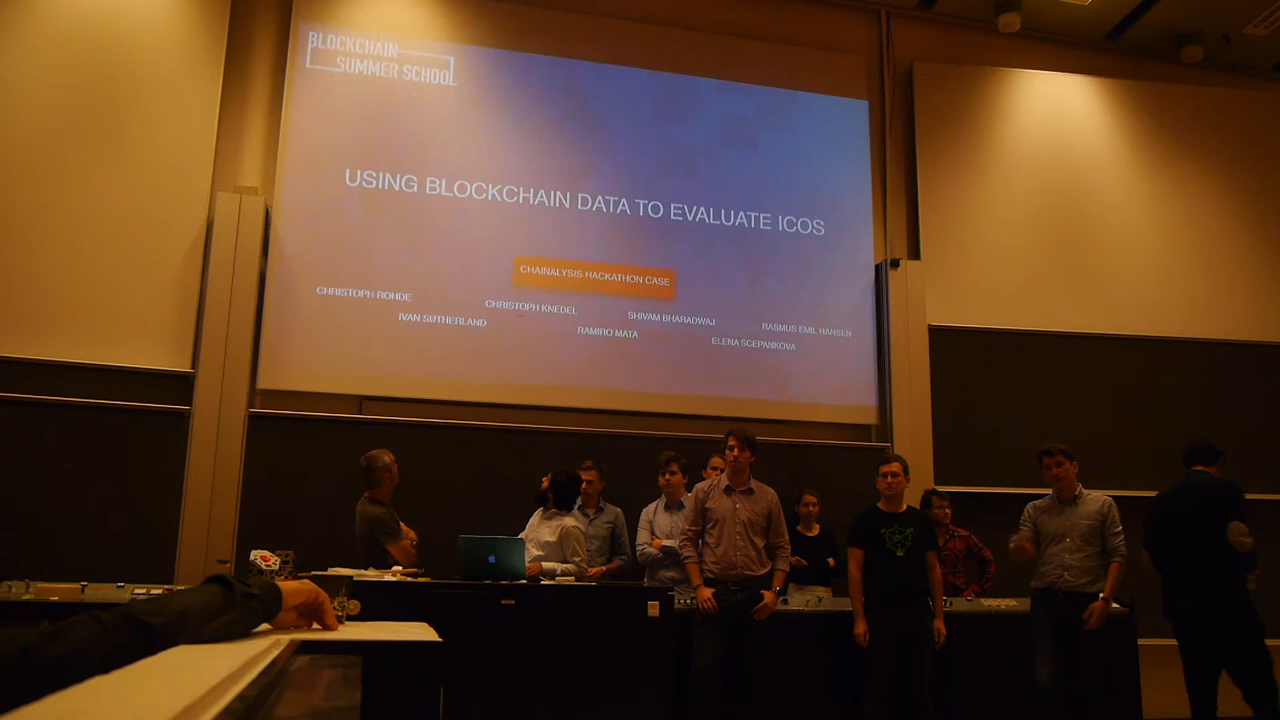 BLOCKCHAIN
SUMMER SCHOOL
USING BLOCKCHAIN DATA TO EVALUATE ICOS
CHAINALYSIS HACKATHON CASE
CHRISTOPH ROHDE
CHRISTOPH KNEDEL
SHIVAM BHARADWAJ
RASMUS EMIL HANSEN
IVAN SUTHERLAND
RAMIRO MATA
ELENA SCEPANKOVA